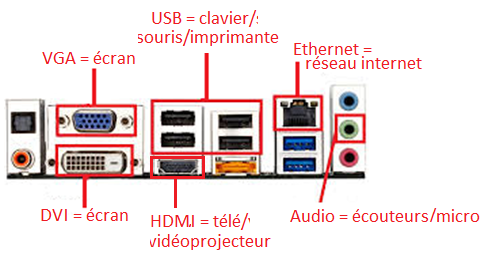 USB = clavier/
souris/imprimante
VGA = écran
Ethernet =
réseau internet
DVI = écran
HDMI = télé/
vidéoprojecteur
Audio = écouteurs/micro